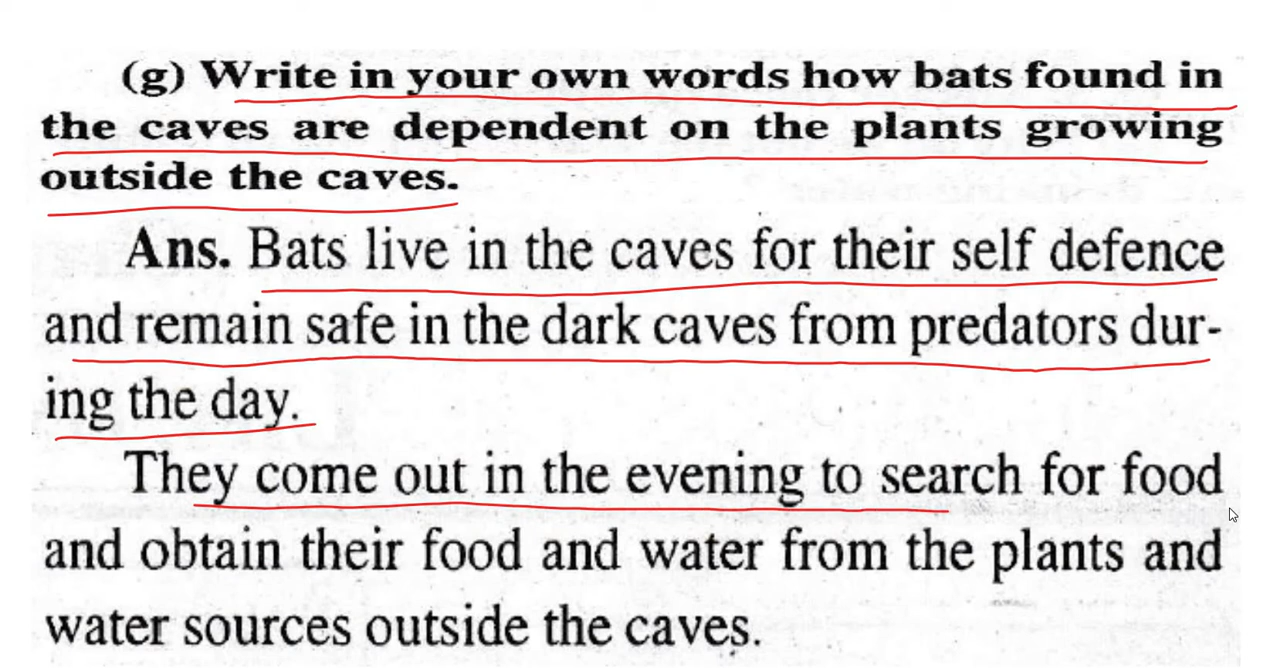 (g) Write in your own words how bats found in
the caves are dependent on the plants growing
outside the caves.
Ans. Bats live in the caves for their self defence
and remain safe in the dark caves from predators dur-
ing the day.
They come out in the evening to search for food
and obtain their food and water from the plants and
water sources outside the caves.